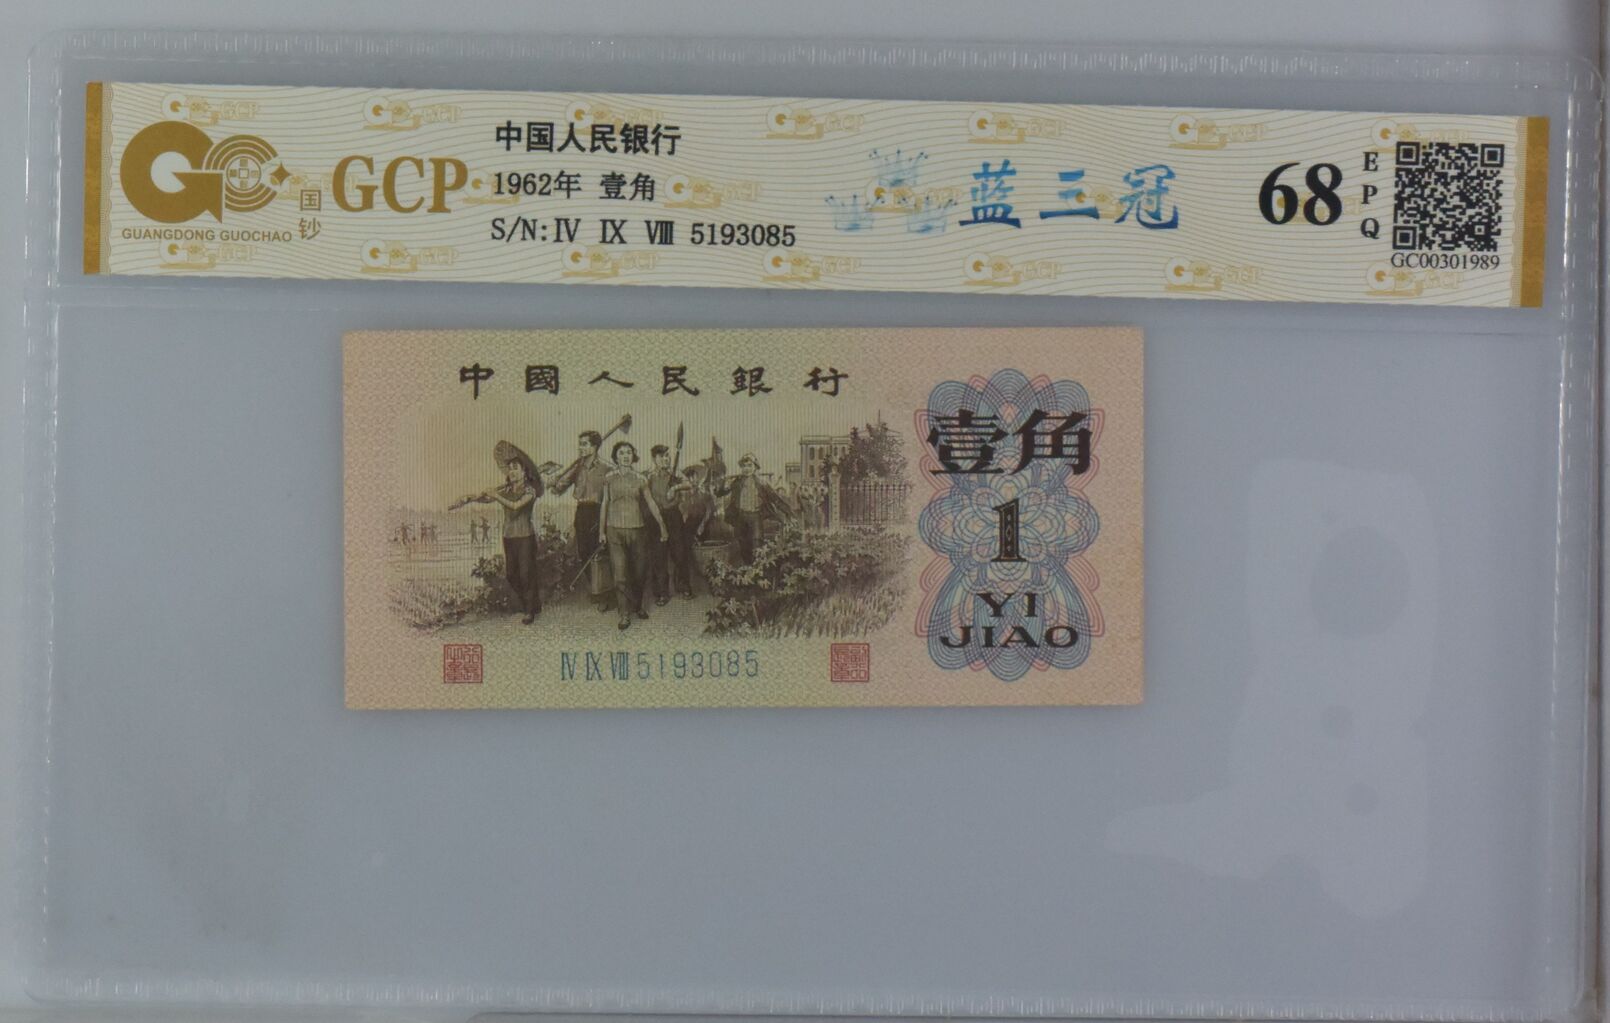 GUANGDONG GUOCHAO
国钞
GCP
中国人民银行
1962年 壹角
S/N:Ⅳ Ⅸ Ⅷ 5193085
蓝三冠
68
EPQ
GC00301989
中國人民銀行
壹角
1
YI
JIAO
Ⅳ Ⅸ Ⅷ 5193085